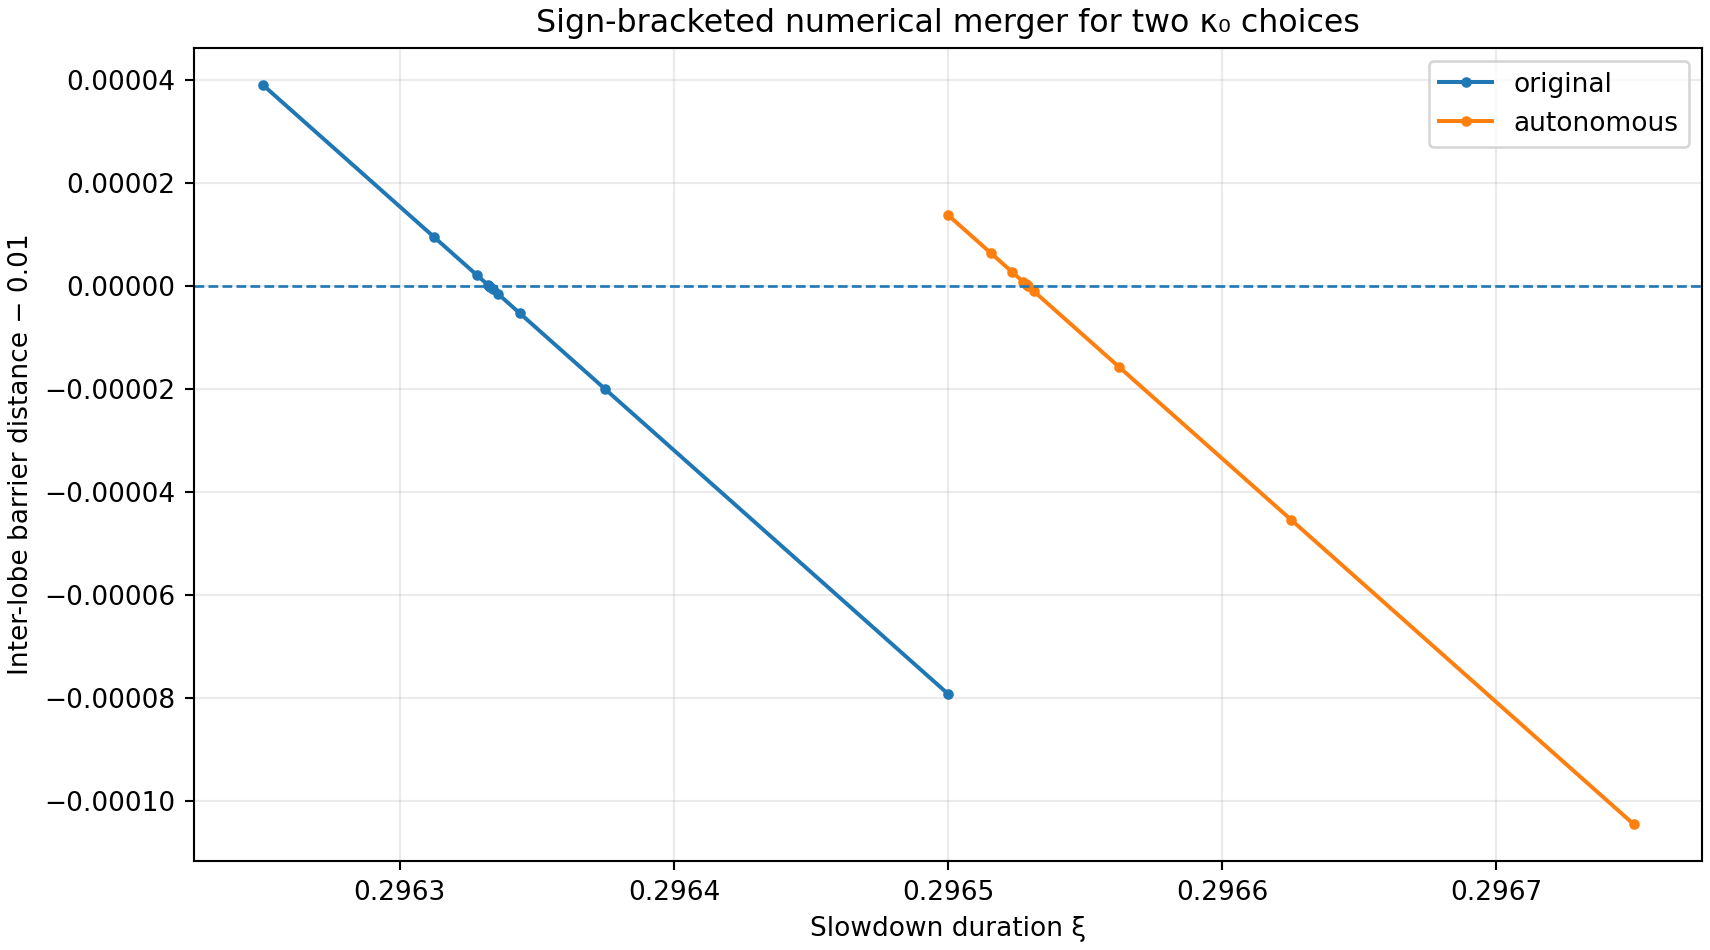 Sign-bracketed numerical merger for two κ₀ choices
original
autonomous
0.00004
0.00002
0.00000
−0.00002
−0.00004
−0.00006
−0.00008
−0.00010
Inter-lobe barrier distance − 0.01
0.2963
0.2964
0.2965
0.2966
0.2967
Slowdown duration ξ